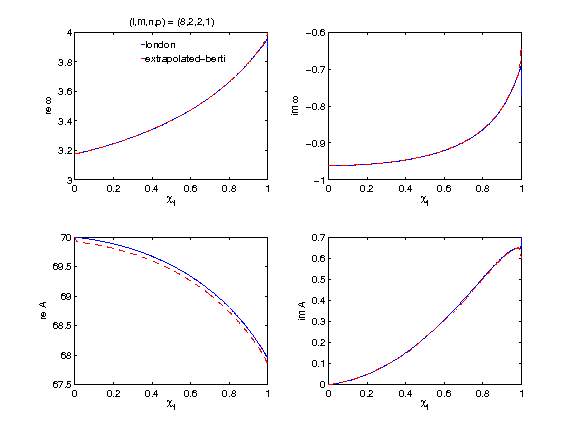 (l,m,n,p) = (8,2,2,1)
4
3.8
3.6
3.4
3.2
3
re ω
london
extrapolated−berti
0 0.2 0.4 0.6 0.8 1
χf
−0.6
−0.7
−0.8
−0.9
−1
im ω
0 0.2 0.4 0.6 0.8 1
χf
70
69.5
69
68.5
68
67.5
re A
0 0.2 0.4 0.6 0.8 1
χf
0.7
0.6
0.5
0.4
0.3
0.2
0.1
0
im A
0 0.2 0.4 0.6 0.8 1
χf